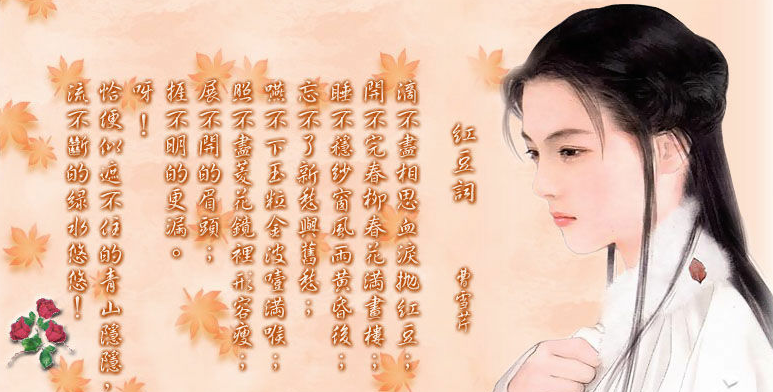 紅豆詞
曹雪芹
滴不盡相思血淚拋紅豆；
開不完春柳春花滿畫樓；
睡不穩紗窗風雨黃昏後；
忘不了新愁與舊愁；
嚥不下玉粒金波噎滿喉；
照不盡菱花鏡裡形容瘦；
展不開的眉頭；
捱不明的更漏。
呀！
恰便似遮不住的青山隱隱，
流不斷的綠水悠悠！